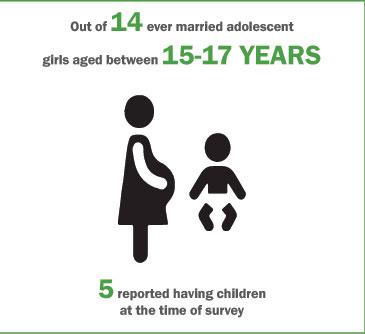 Out of 14 ever married adolescent
girls aged between 15-17 YEARS
5 reported having children
at the time of survey